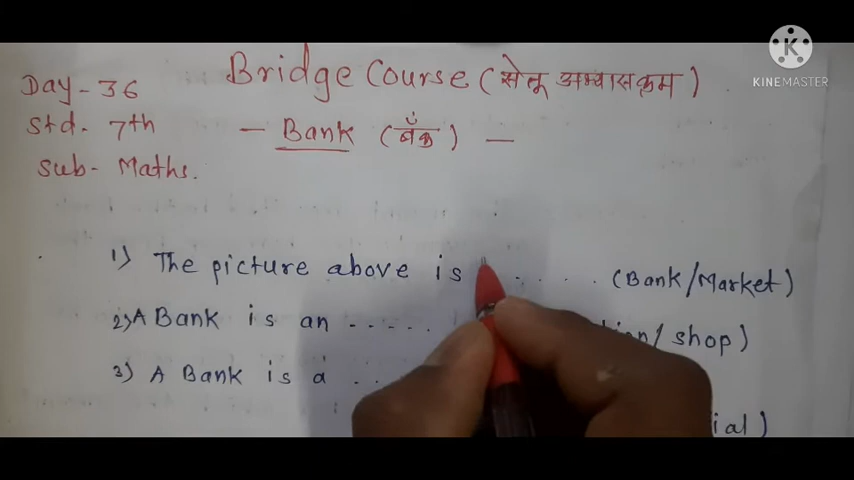 Bridge Course (सेतू अभ्यासक्रम)
Day - 36
Std. 7th
— Bank (बँक) —
Sub - Maths.
1) The picture above is . . . . . (Bank/Market)
2) A Bank is an - - - - - / shop)
3) A Bank is a . . .
KINEMASTER